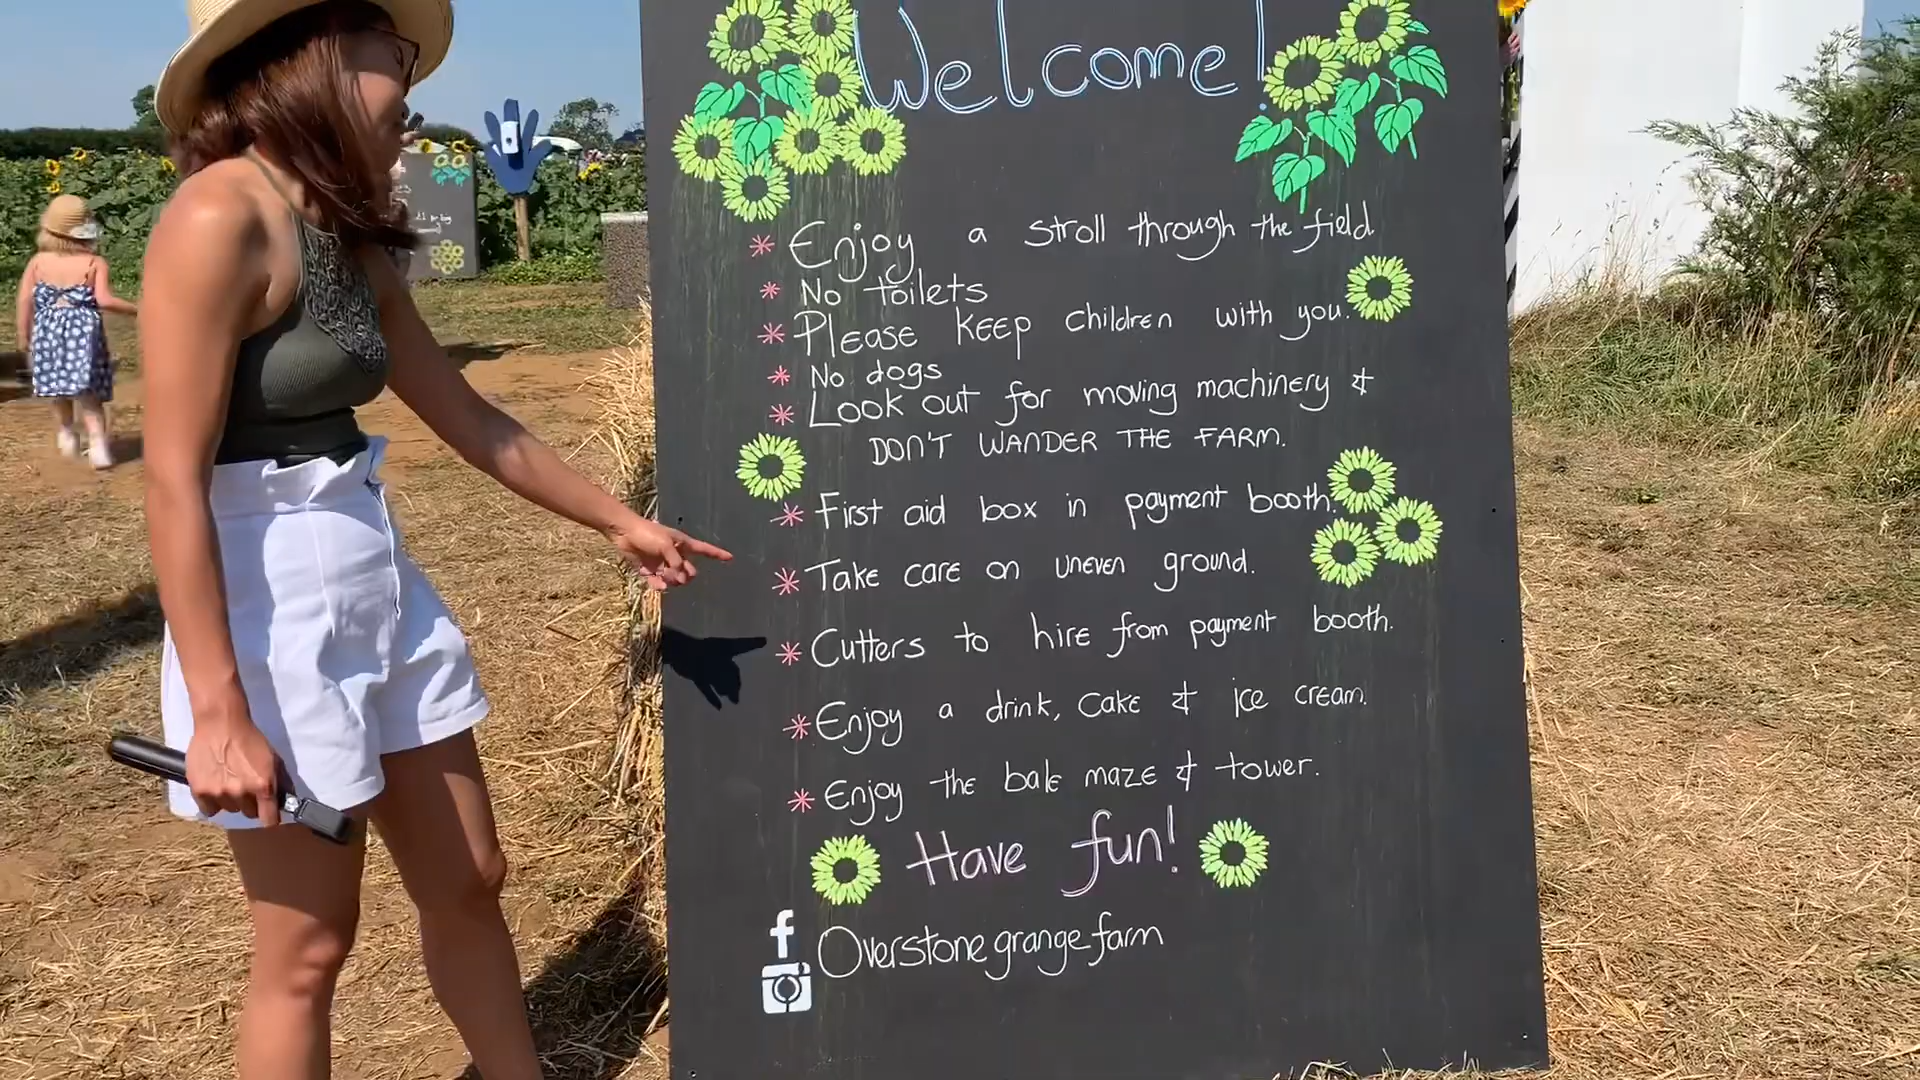 Welcome!
* Enjoy a stroll through the field.
* No toilets
* Please keep children with you.
* No dogs
* Look out for moving machinery &
DON'T WANDER THE FARM.
* First aid box in payment booth.
* Take care on uneven ground.
* Cutters to hire from payment booth.
* Enjoy a drink, cake & ice cream.
* Enjoy the bale maze & tower.
Have fun!
f Overstonegrangefarm